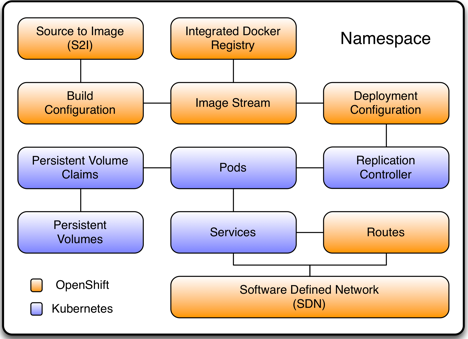 Source to Image
(S2I)
Integrated Docker
Registry
Namespace
Build
Configuration
Image Stream
Deployment
Configuration
Persistent Volume
Claims
Pods
Replication
Controller
Persistent
Volumes
Services
Routes
OpenShift
Kubernetes
Software Defined Network
(SDN)